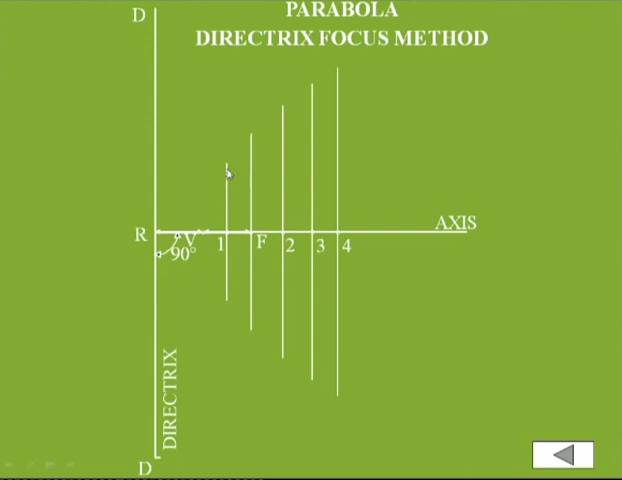 D
PARABOLA
DIRECTRIX FOCUS METHOD
AXIS
R
V
1
F
2
3
4
90°
DIRECTRIX
D